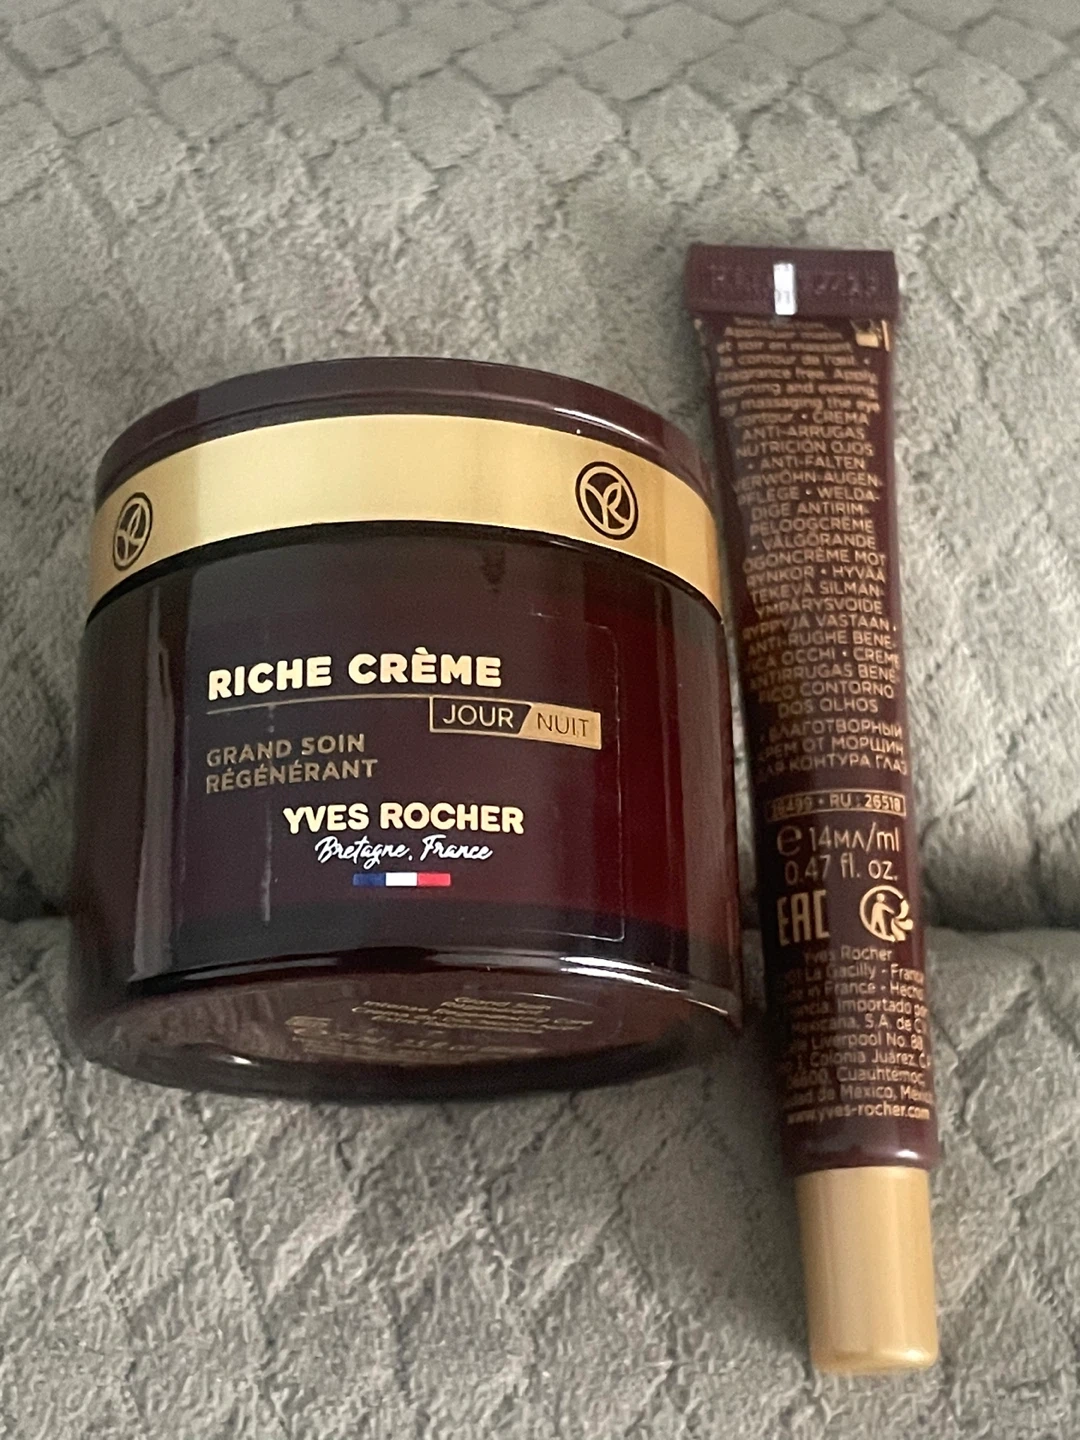 RICHE CRÈME
JOUR NUIT
GRAND SOIN
RÉGÉNÉRANT
YVES ROCHER
Bretagne, France
Grand Soin
et soir en massant
le contour de l'œil •
Fragrance free. Apply
morning and evening
by massaging the eye
contour. • CREMA
ANTI-ARRUGAS
NUTRICIÓN OJOS
• ANTI-FALTEN
VERWÖHN-AUGEN-
PFLEGE • WELDA-
DIGE ANTIRIM-
PELOOGCRÈME
• VÄLGÖRANDE
ÖGONCRÈME MOT
RYNKOR • HYVÄÄ
TEKEVÄ SILMÄN-
YMPÄRYSVOIDE
RYPPYJÄ VASTAAN •
ANTI-RUGHE BENE-
FICA OCCHI • CREME
ANTIRRUGAS BENÉ-
FICO CONTORNO
DOS OLHOS
• БЛАГОТВОРНЫЙ
КРЕМ ОТ МОРЩИН
ДЛЯ КОНТУРА ГЛАЗ
RU : 26518
e 14мл/ml
0.47 fl. oz.
EAC
Yves Rocher
La Gacilly - France
in France - Hecho
Importado por
Mexicana, S.A. de C.V.
Liverpool No. 88
Colonia Juárez, C.P.
06600, Cuauhtémoc,
Ciudad de México, México
www.yves-rocher.com